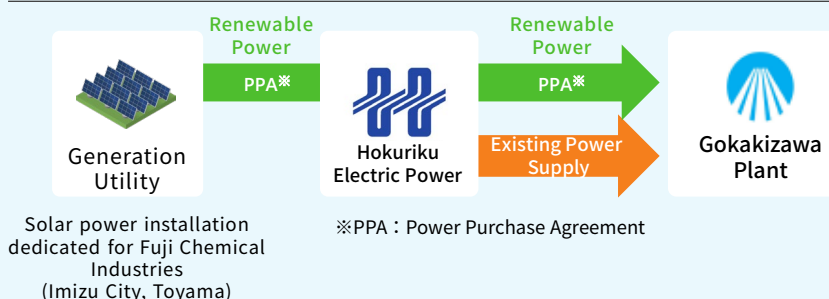 Renewable
Power
PPA※
Generation
Utility
Solar power installation
dedicated for Fuji Chemical
Industries
(Imizu City, Toyama)
Hokuriku
Electric Power
Renewable
Power
PPA※
Existing Power
Supply
※PPA：Power Purchase Agreement
Gokakizawa
Plant